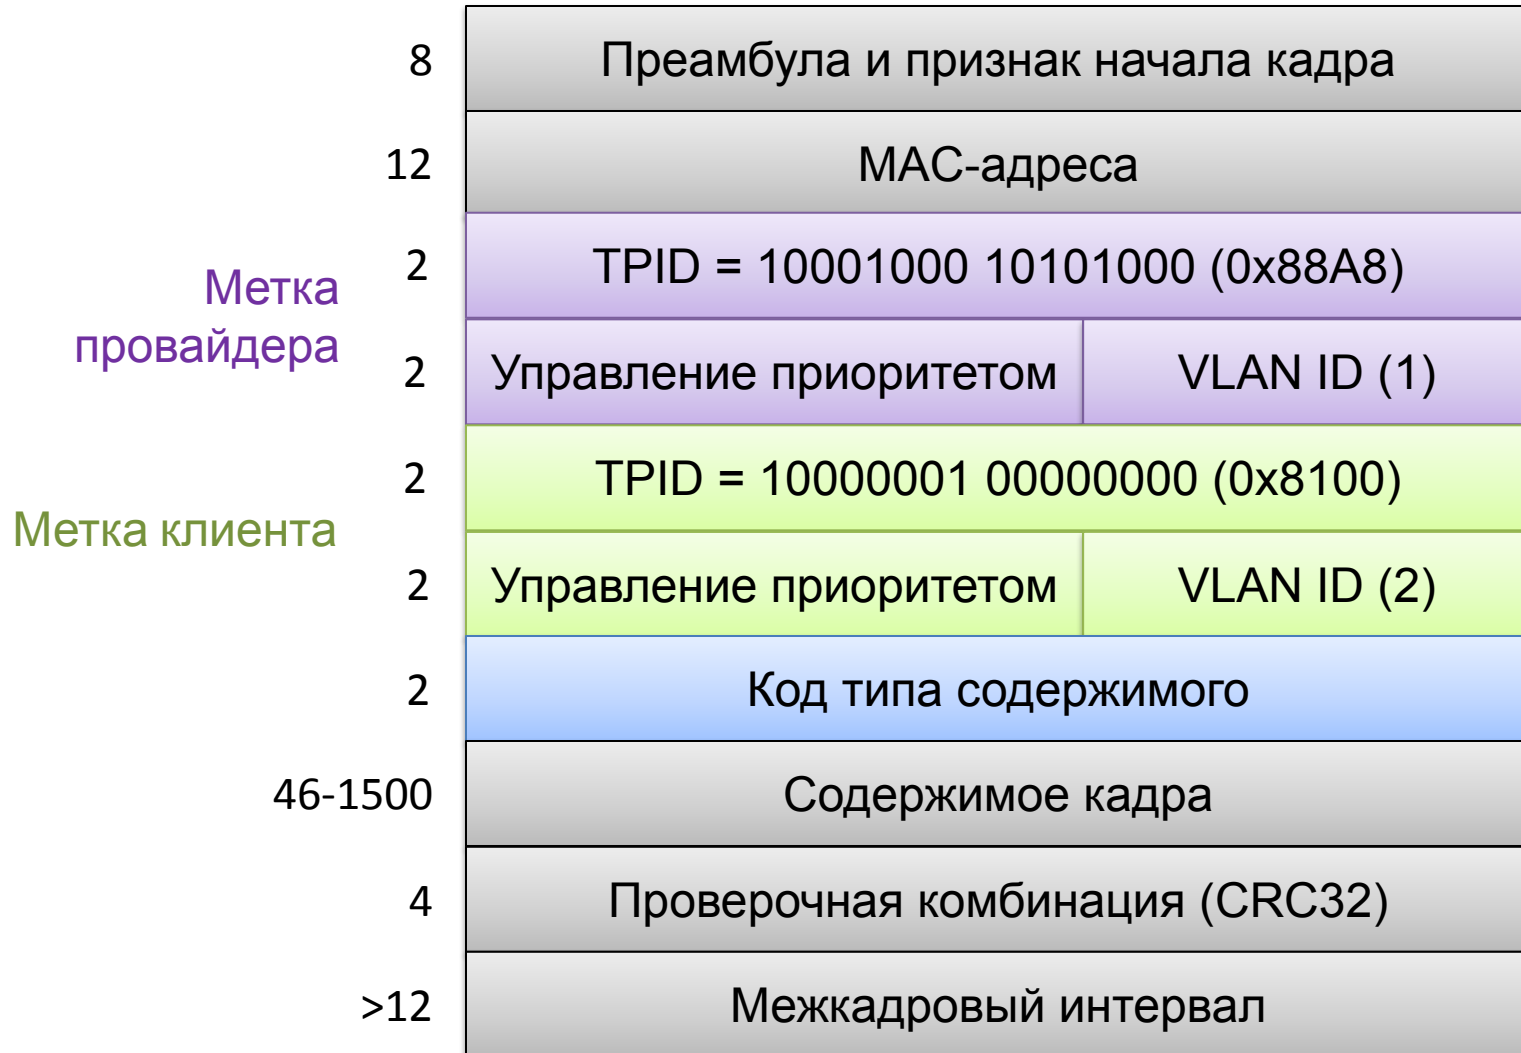 8 Преамбула и признак начала кадра
12 MAC-адреса
Метка
провайдера
2 TPID = 10001000 10101000 (0x88A8)
2 Управление приоритетом VLAN ID (1)
Метка клиента
2 TPID = 10000001 00000000 (0x8100)
2 Управление приоритетом VLAN ID (2)
2 Код типа содержимого
46-1500 Содержимое кадра
4 Проверочная комбинация (CRC32)
>12 Межкадровый интервал